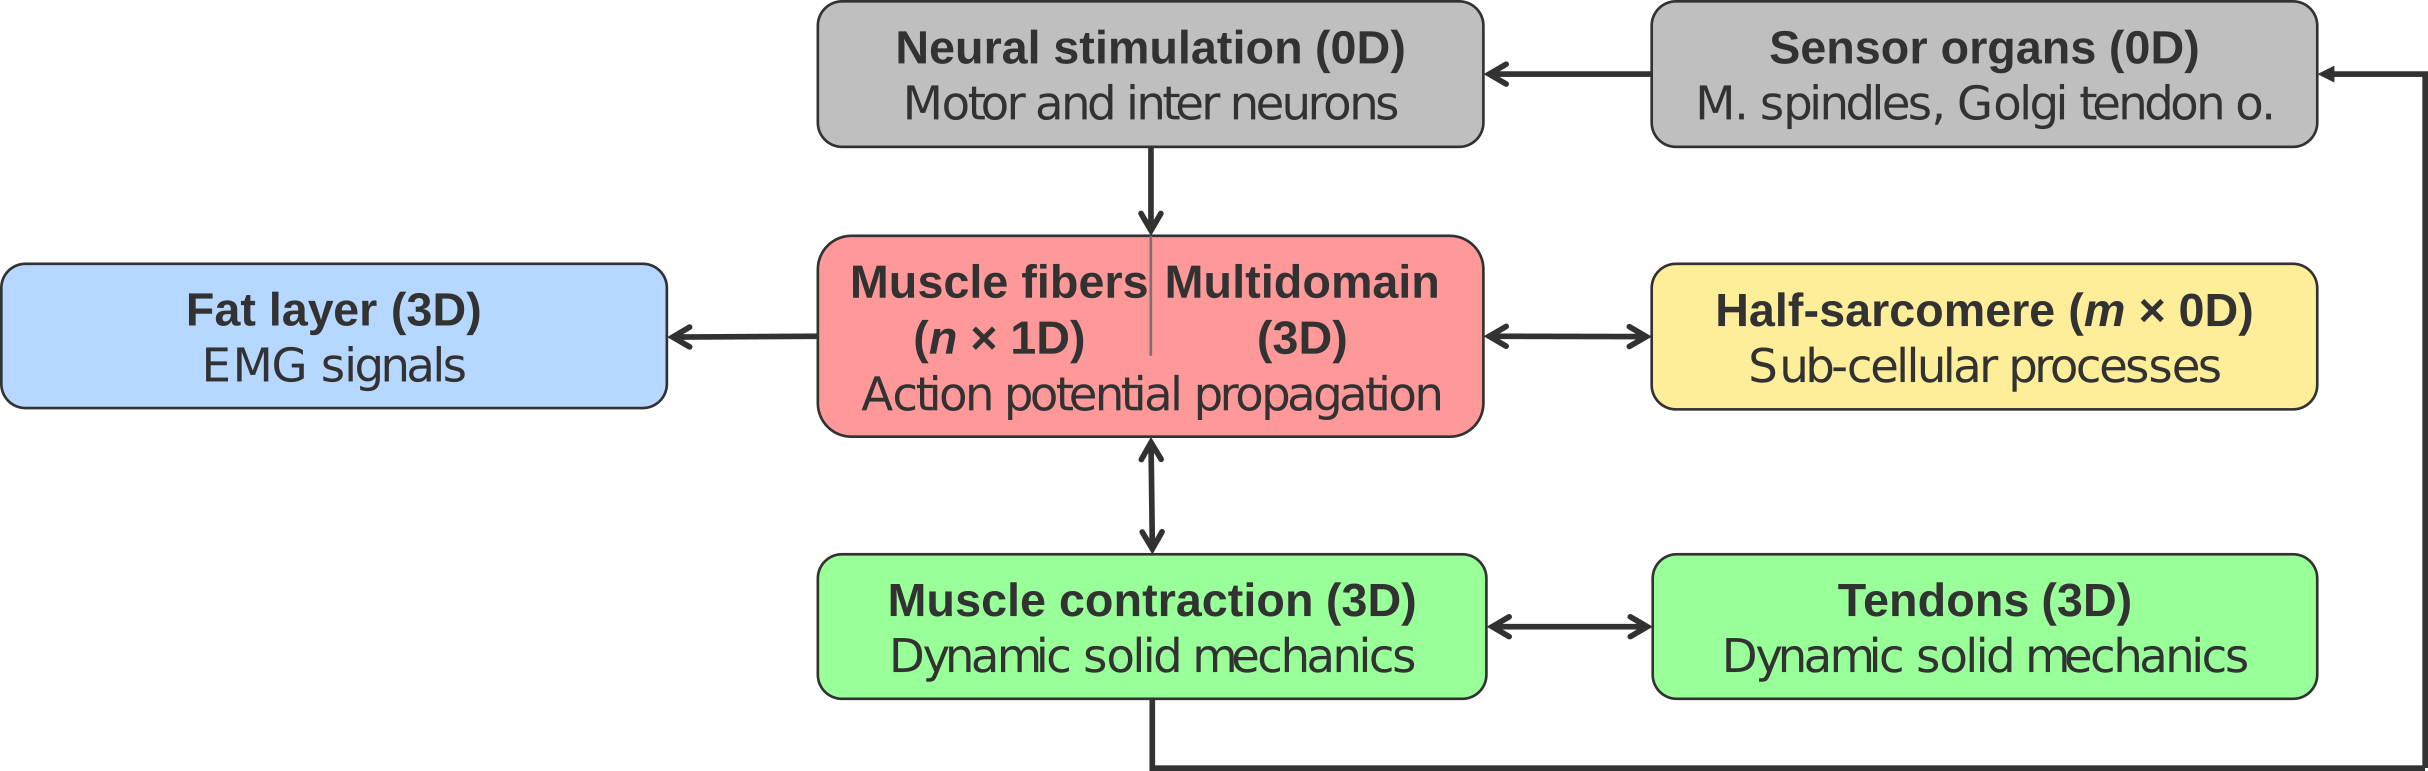 Neural stimulation (0D)
Motor and inter neurons
Sensor organs (0D)
M. spindles, Golgi tendon o.
Fat layer (3D)
EMG signals
Muscle fibers
(n × 1D)
Multidomain
(3D)
Action potential propagation
Half-sarcomere (m × 0D)
Sub-cellular processes
Muscle contraction (3D)
Dynamic solid mechanics
Tendons (3D)
Dynamic solid mechanics